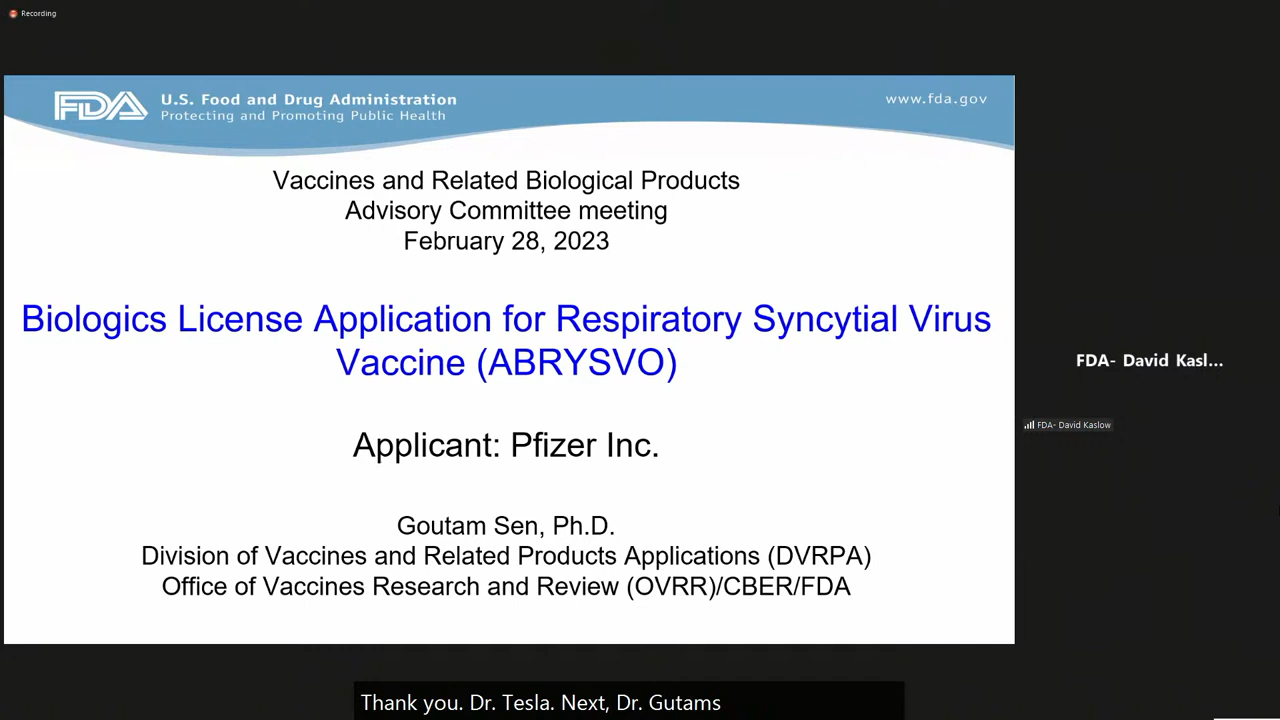 Recording
FDA
U.S. Food and Drug Administration
Protecting and Promoting Public Health
www.fda.gov
Vaccines and Related Biological Products
Advisory Committee meeting
February 28, 2023
Biologics License Application for Respiratory Syncytial Virus
Vaccine (ABRYSVO)
Applicant: Pfizer Inc.
Goutam Sen, Ph.D.
Division of Vaccines and Related Products Applications (DVRPA)
Office of Vaccines Research and Review (OVRR)/CBER/FDA
FDA- David Kasl...
FDA- David Kaslow
Thank you. Dr. Tesla. Next, Dr. Gutams